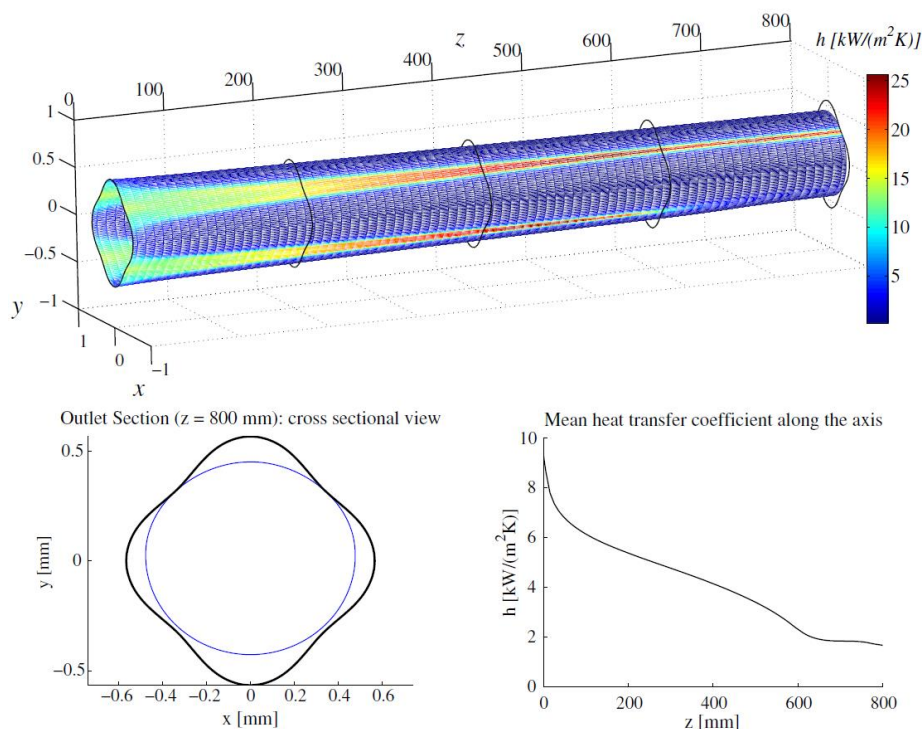 0 100 200 300 400 500 600 700 800
z
h [kW/(m²K)]
25
20
15
10
5
1
0.5
0
−0.5
−1
y
1
0
−1
x
Outlet Section (z = 800 mm): cross sectional view
0.5
0
−0.5
y [mm]
−0.6 −0.4 −0.2 0 0.2 0.4 0.6
x [mm]
Mean heat transfer coefficient along the axis
10
8
6
4
2
0
h [kW/(m²K)]
0 200 400 600 800
z [mm]